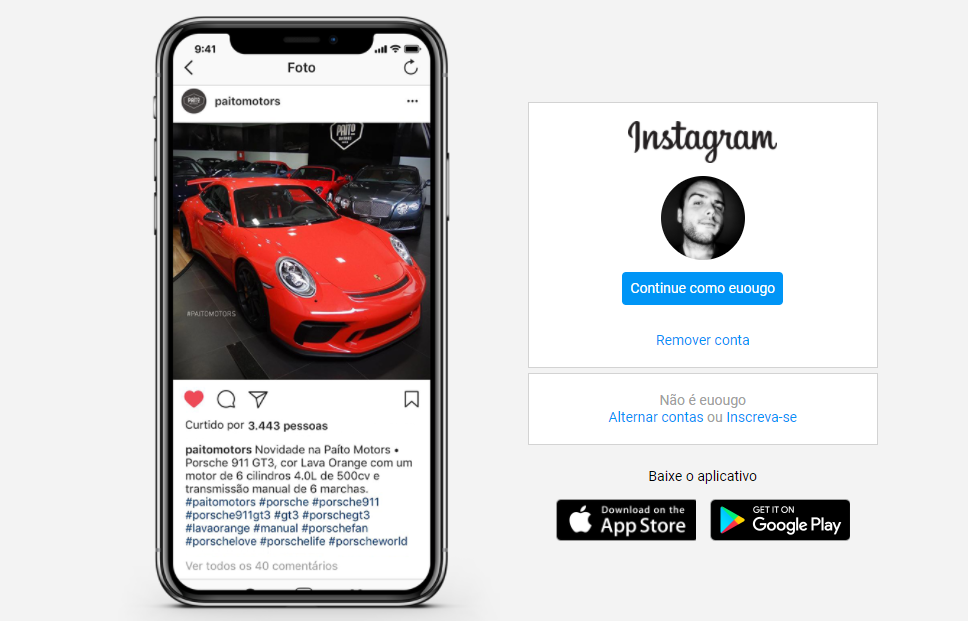 9:41
Foto
paitomotors
PAITO
#PAITOMOTORS
Curtido por 3.443 pessoas
paitomotors Novidade na Paíto Motors •
Porsche 911 GT3, cor Lava Orange com um
motor de 6 cilindros 4.0L de 500cv e
transmissão manual de 6 marchas.
#paitomotors #porsche #porsche911
#porsche911gt3 #gt3 #porschegt3
#lavaorange #manual #porschefan
#porschelove #porschelife #porscheworld
Ver todos os 40 comentários
Instagram
Continue como euougo
Remover conta
Não é euougo
Alternar contas ou Inscreva-se
Baixe o aplicativo
Download on the
App Store
GET IT ON
Google Play